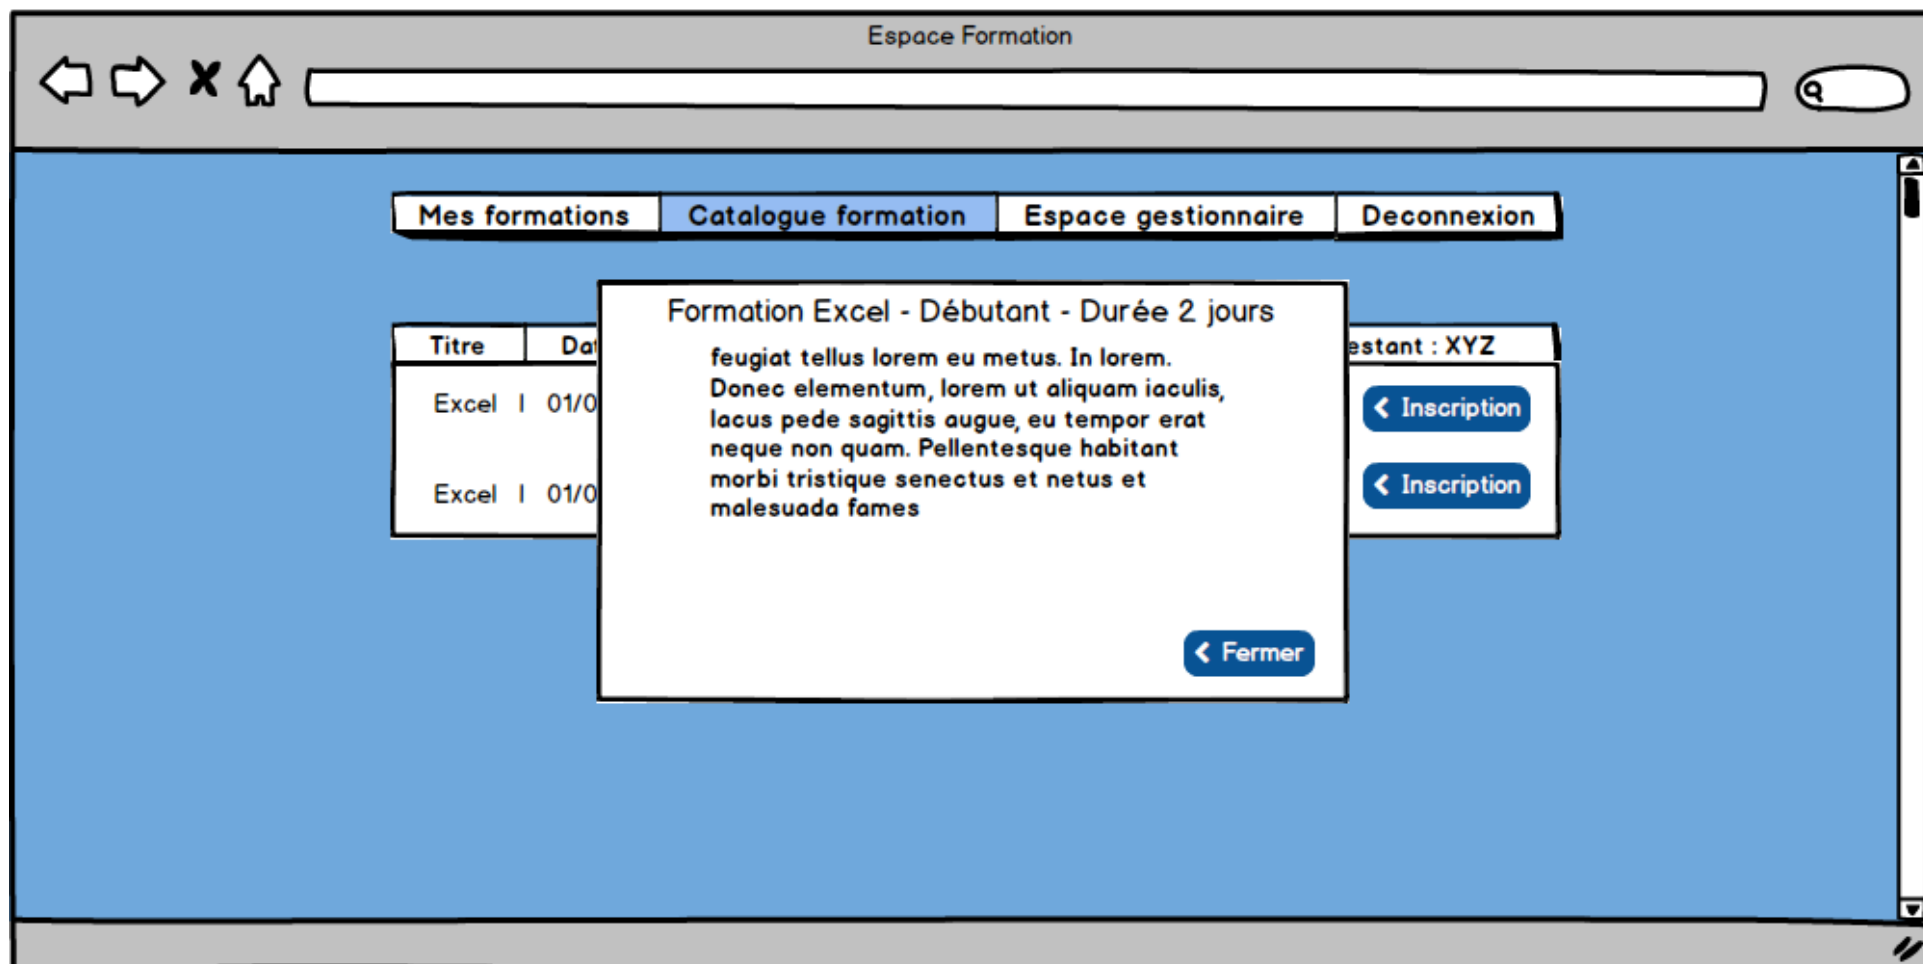 Espace Formation
Mes formations Catalogue formation Espace gestionnaire Deconnexion
Formation Excel - Débutant - Durée 2 jours
Titre Dat estant : XYZ
feugiat tellus lorem eu metus. In lorem.
Donec elementum, lorem ut aliquam iaculis,
lacus pede sagittis augue, eu tempor erat
neque non quam. Pellentesque habitant
morbi tristique senectus et netus et
malesuada fames
Excel | 01/0 Inscription
Excel | 01/0 Inscription
Fermer